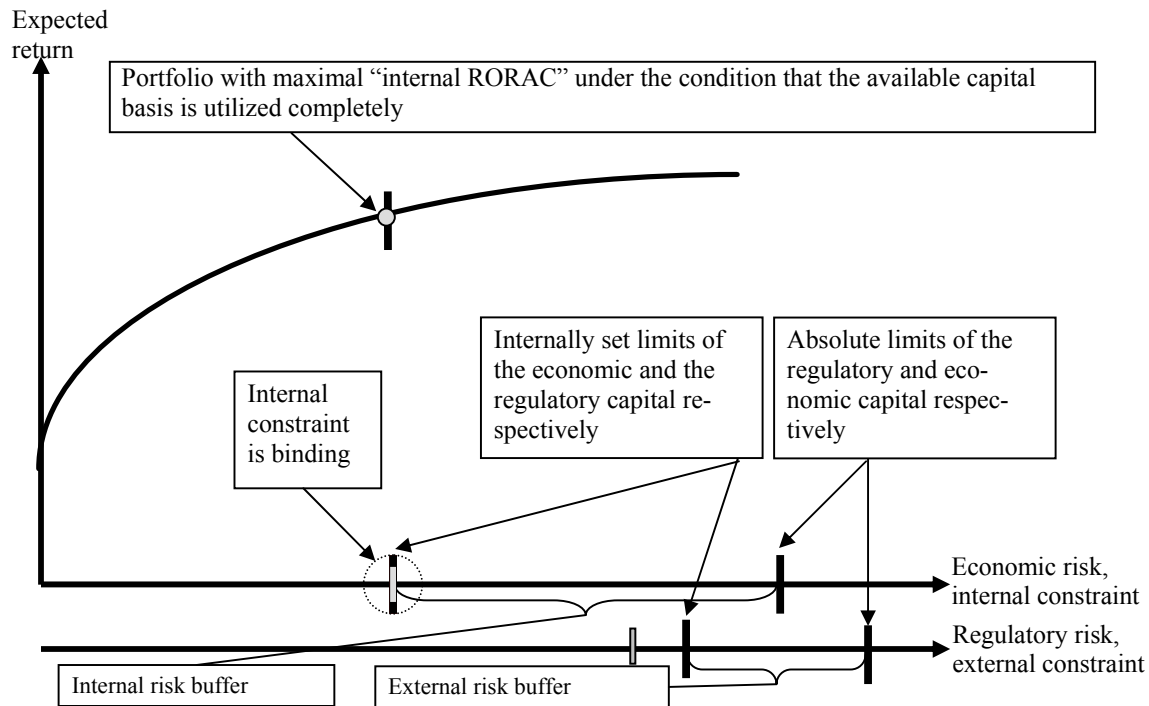 Expected
return
Portfolio with maximal “internal RORAC” under the condition that the available capital
basis is utilized completely
Internally set limits of
the economic and the
regulatory capital re-
spectively
Absolute limits of the
regulatory and eco-
nomic capital respec-
tively
Internal
constraint
is binding
Economic risk,
internal constraint
Regulatory risk,
external constraint
Internal risk buffer
External risk buffer